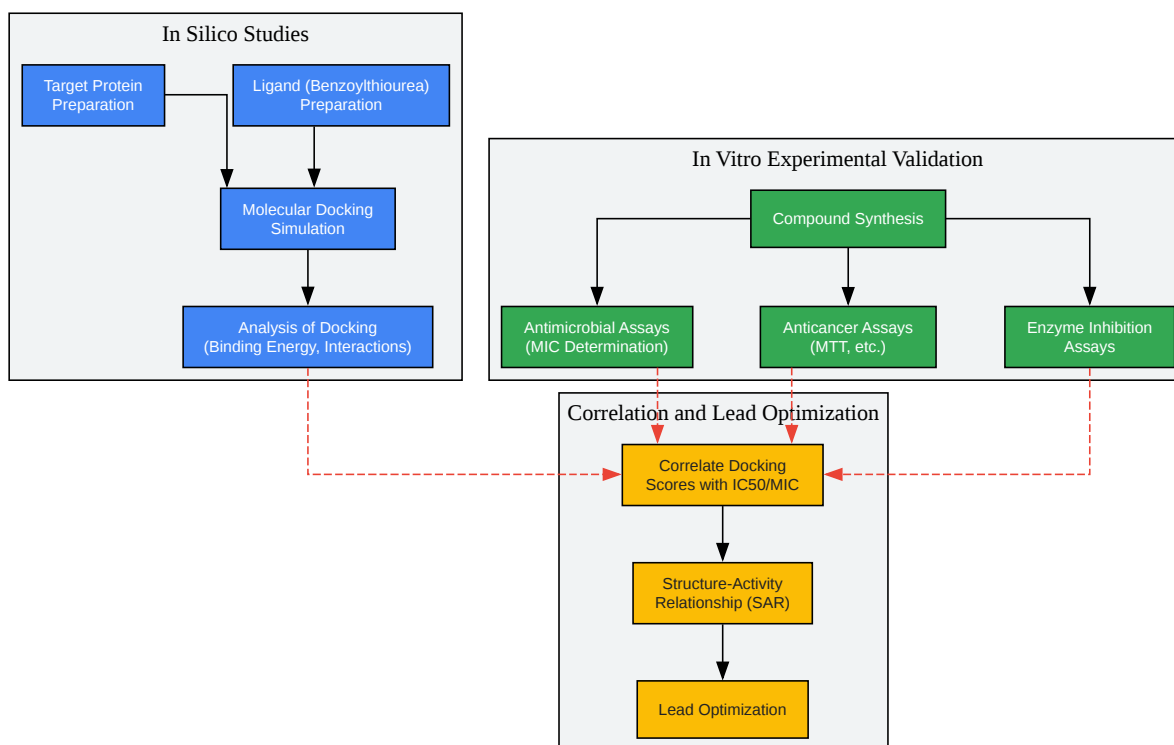 In Silico Studies
Target Protein
Preparation
Ligand (Benzoylthiourea)
Preparation
Molecular Docking
Simulation
Analysis of Docking
(Binding Energy, Interactions)
In Vitro Experimental Validation
Compound Synthesis
Antimicrobial Assays
(MIC Determination)
Anticancer Assays
(MTT, etc.)
Enzyme Inhibition
Assays
Correlation and Lead Optimization
Correlate Docking
Scores with IC50/MIC
Structure-Activity
Relationship (SAR)
Lead Optimization